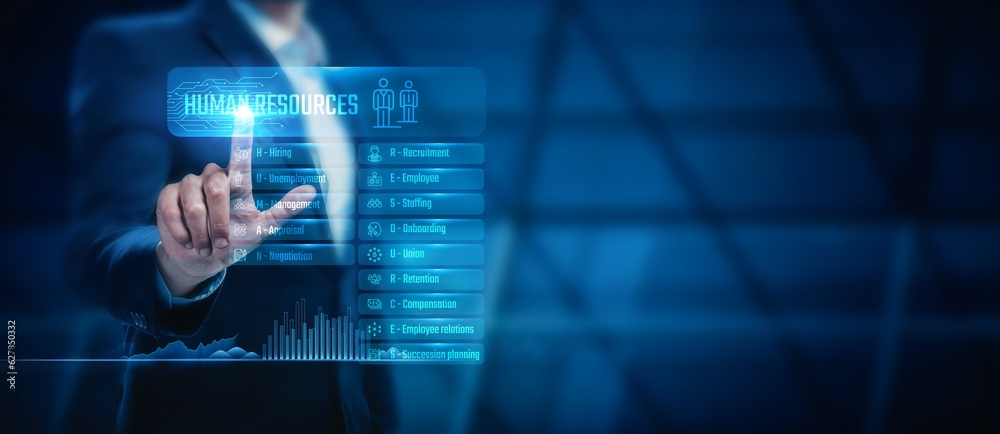 HUMAN RESOURCES
H - Hiring
U - Unemployment
M - Management
A - Appraisal
N - Negotiation
R - Recruitment
E - Employee
S - Staffing
O - Onboarding
U - Union
R - Retention
C - Compensation
E - Employee relations
S - Succession planning